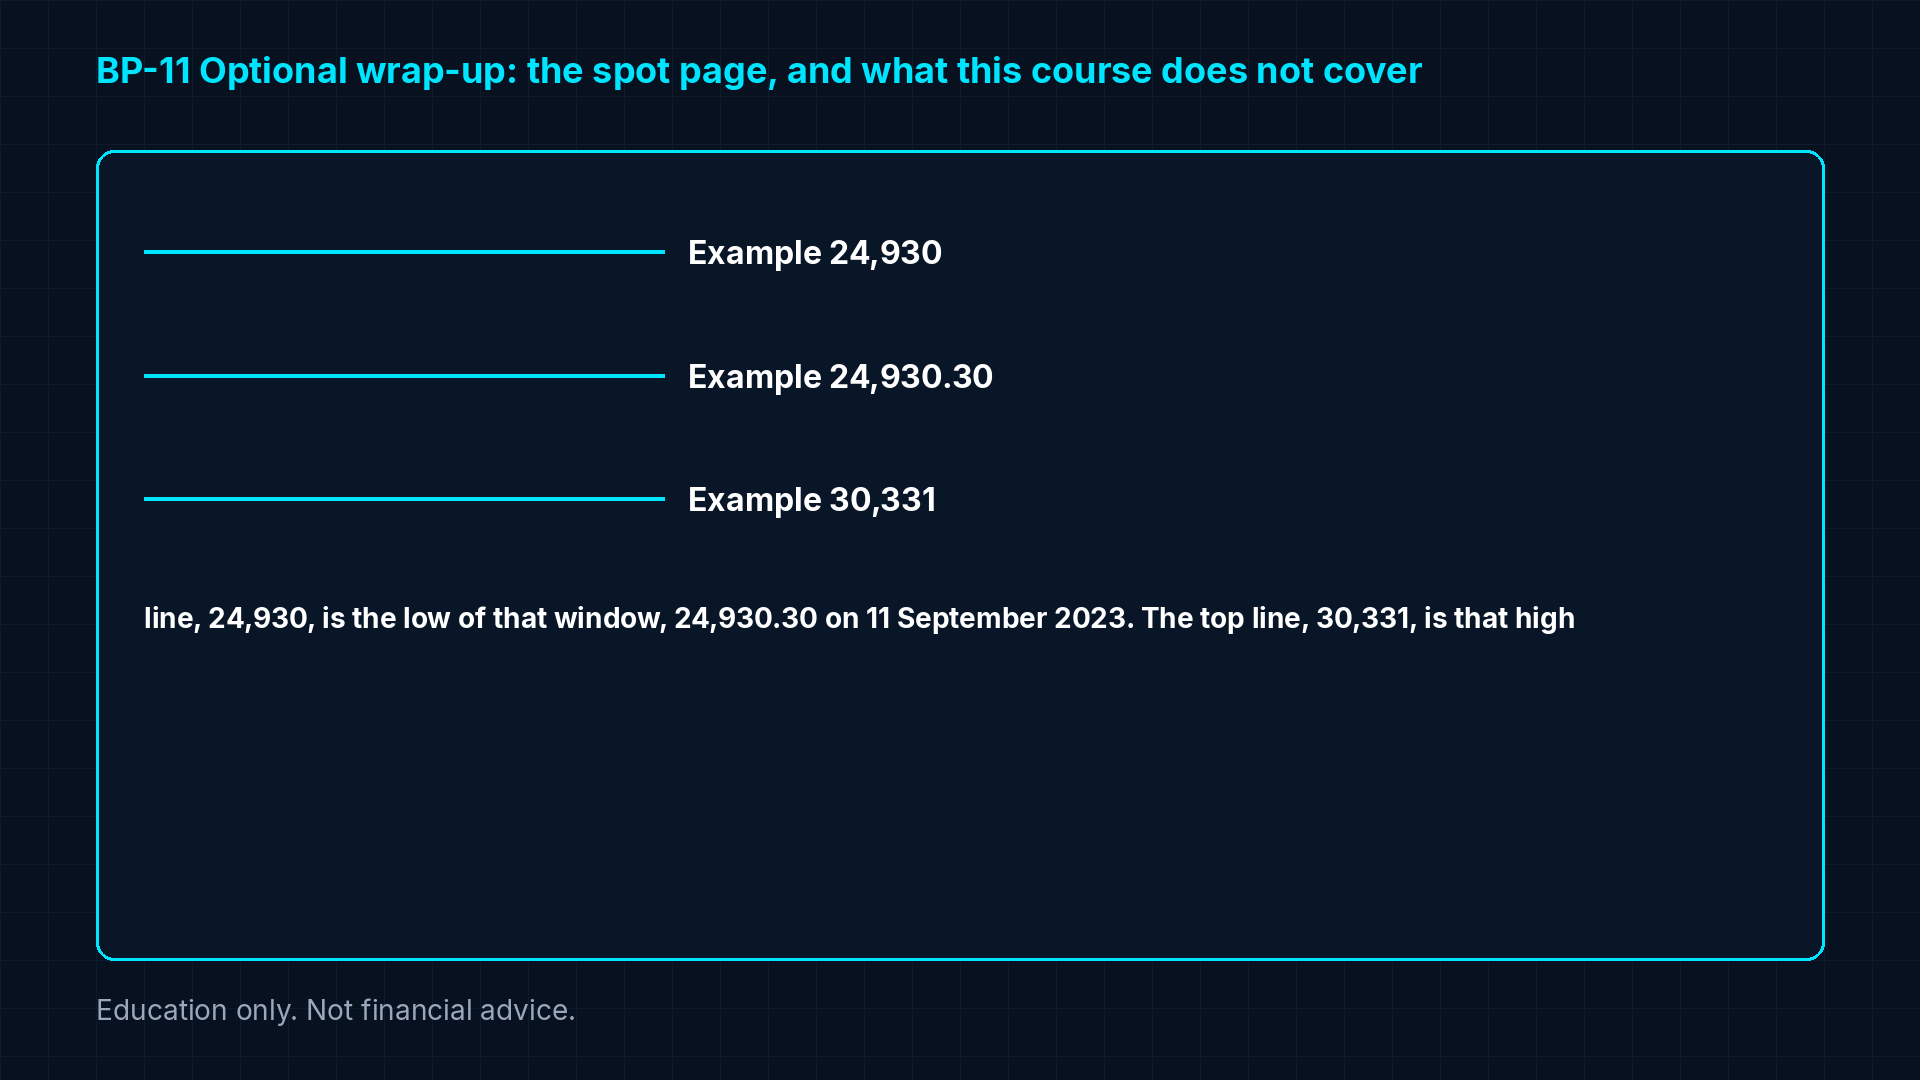 BP-11 Optional wrap-up: the spot page, and what this course does not cover
Example 24,930
Example 24,930.30
Example 30,331
line, 24,930, is the low of that window, 24,930.30 on 11 September 2023. The top line, 30,331, is that high
Education only. Not financial advice.